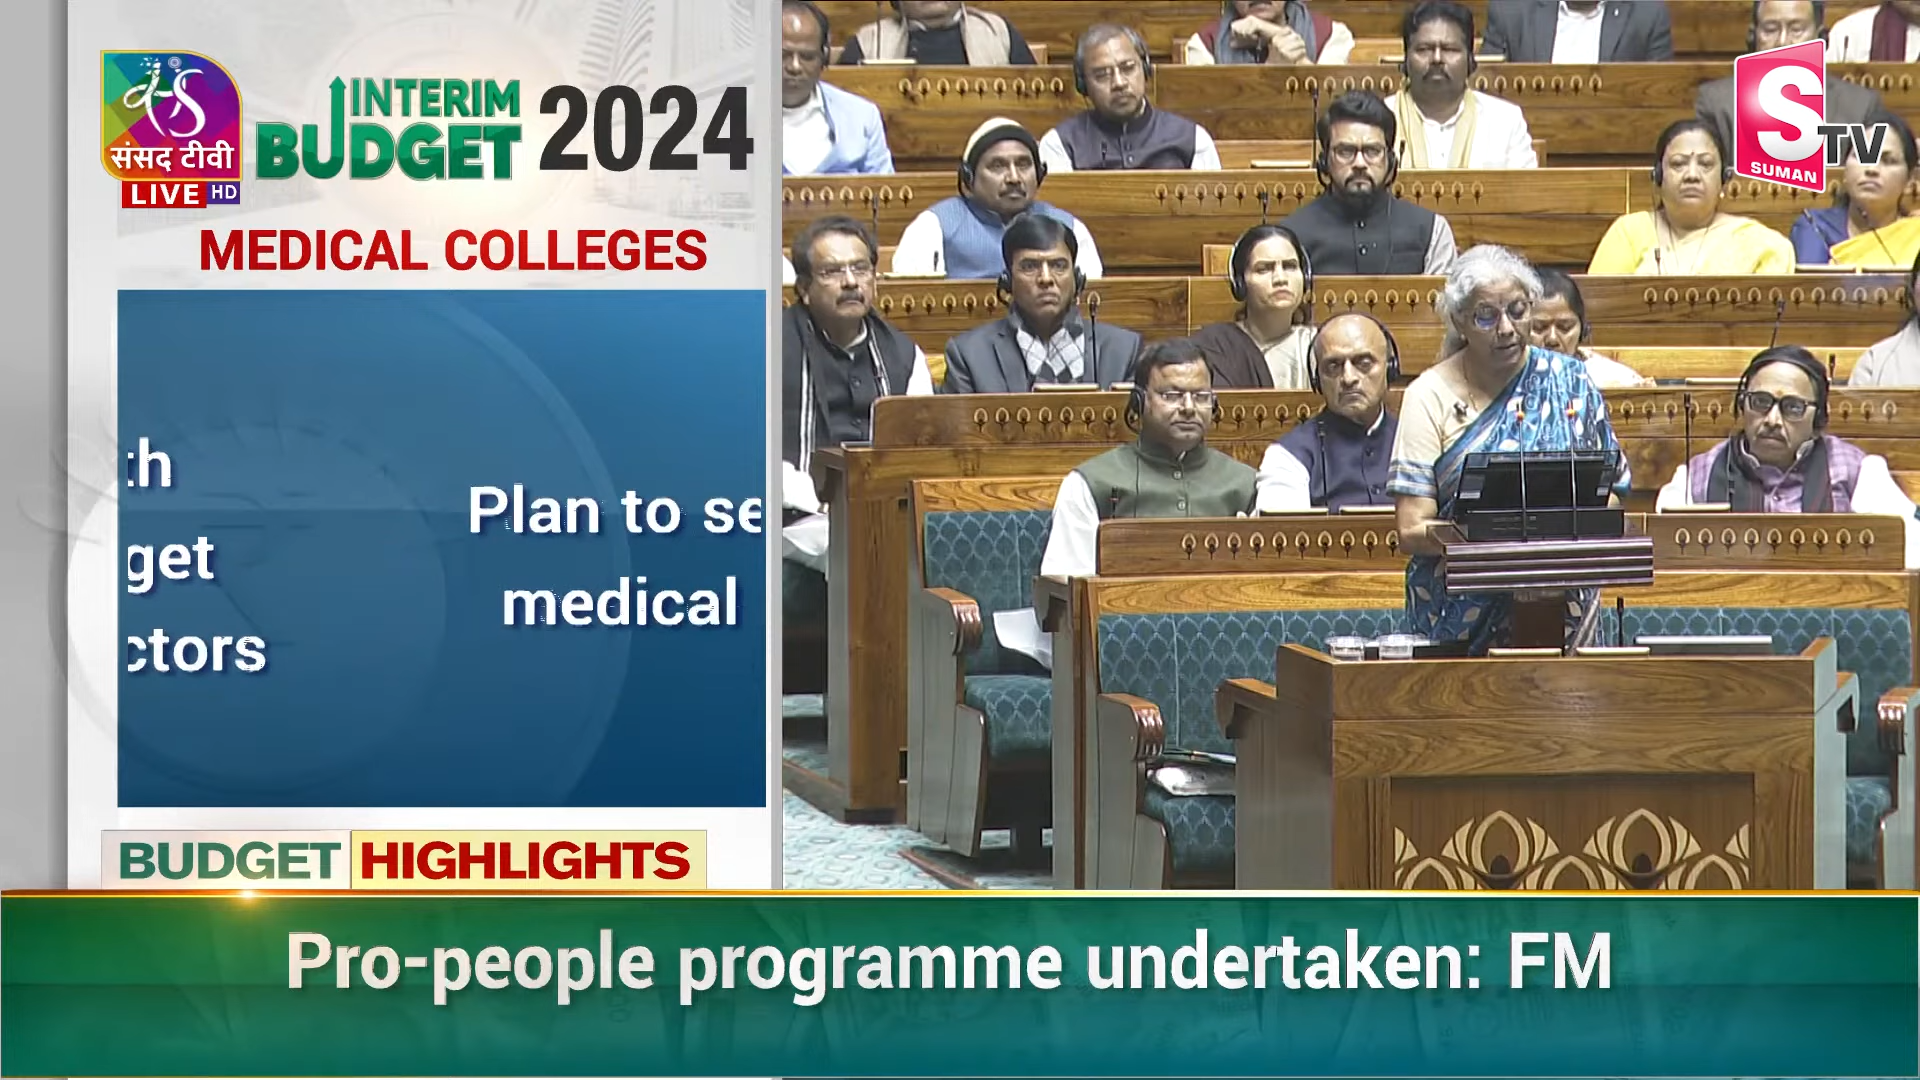 संसद टीवी
LIVE HD
INTERIM
BUDGET 2024
S TV
SUMAN
MEDICAL COLLEGES
th
get
ctors
Plan to se
medical
BUDGET HIGHLIGHTS
Pro-people programme undertaken: FM